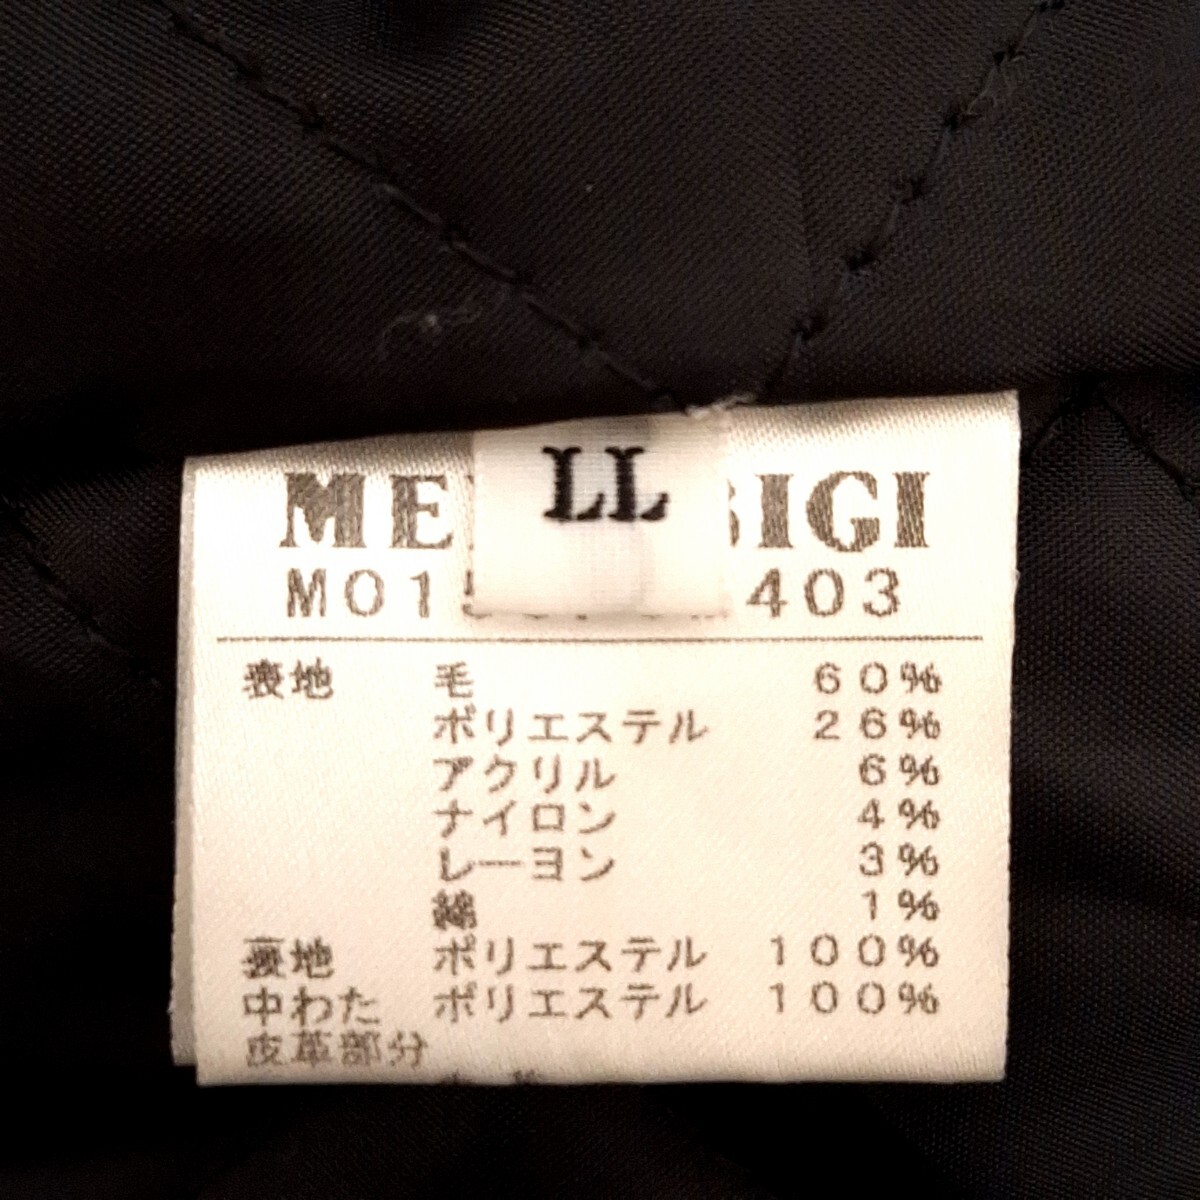 LL
ME SIGI
M01 403
表地 毛 60%
ポリエステル 26%
アクリル 6%
ナイロン 4%
レーヨン 3%
綿 1%
裏地 ポリエステル 100%
中わた ポリエステル 100%
皮革部分